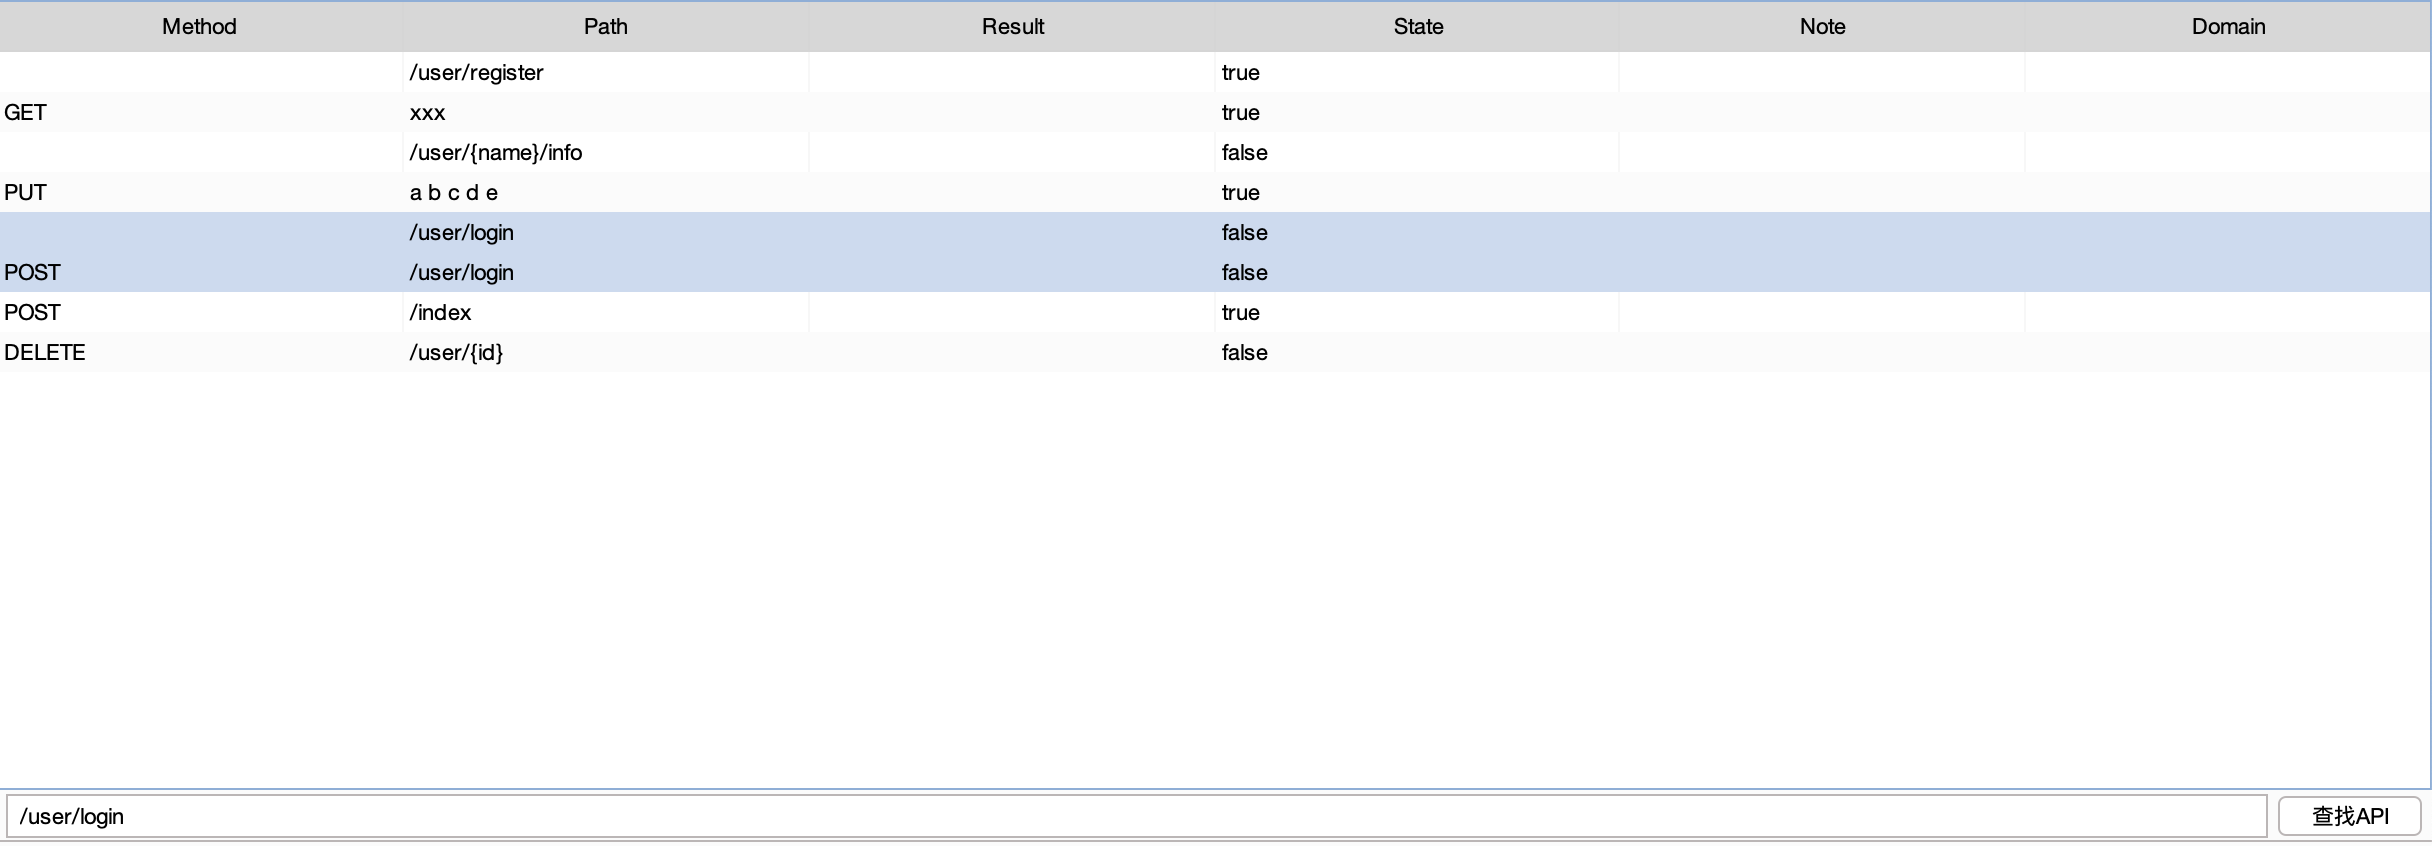 Method Path Result State Note Domain
/user/register true
GET xxx true
/user/{name}/info false
PUT a b c d e true
/user/login false
POST /user/login false
POST /index true
DELETE /user/{id} false
/user/login 查找API